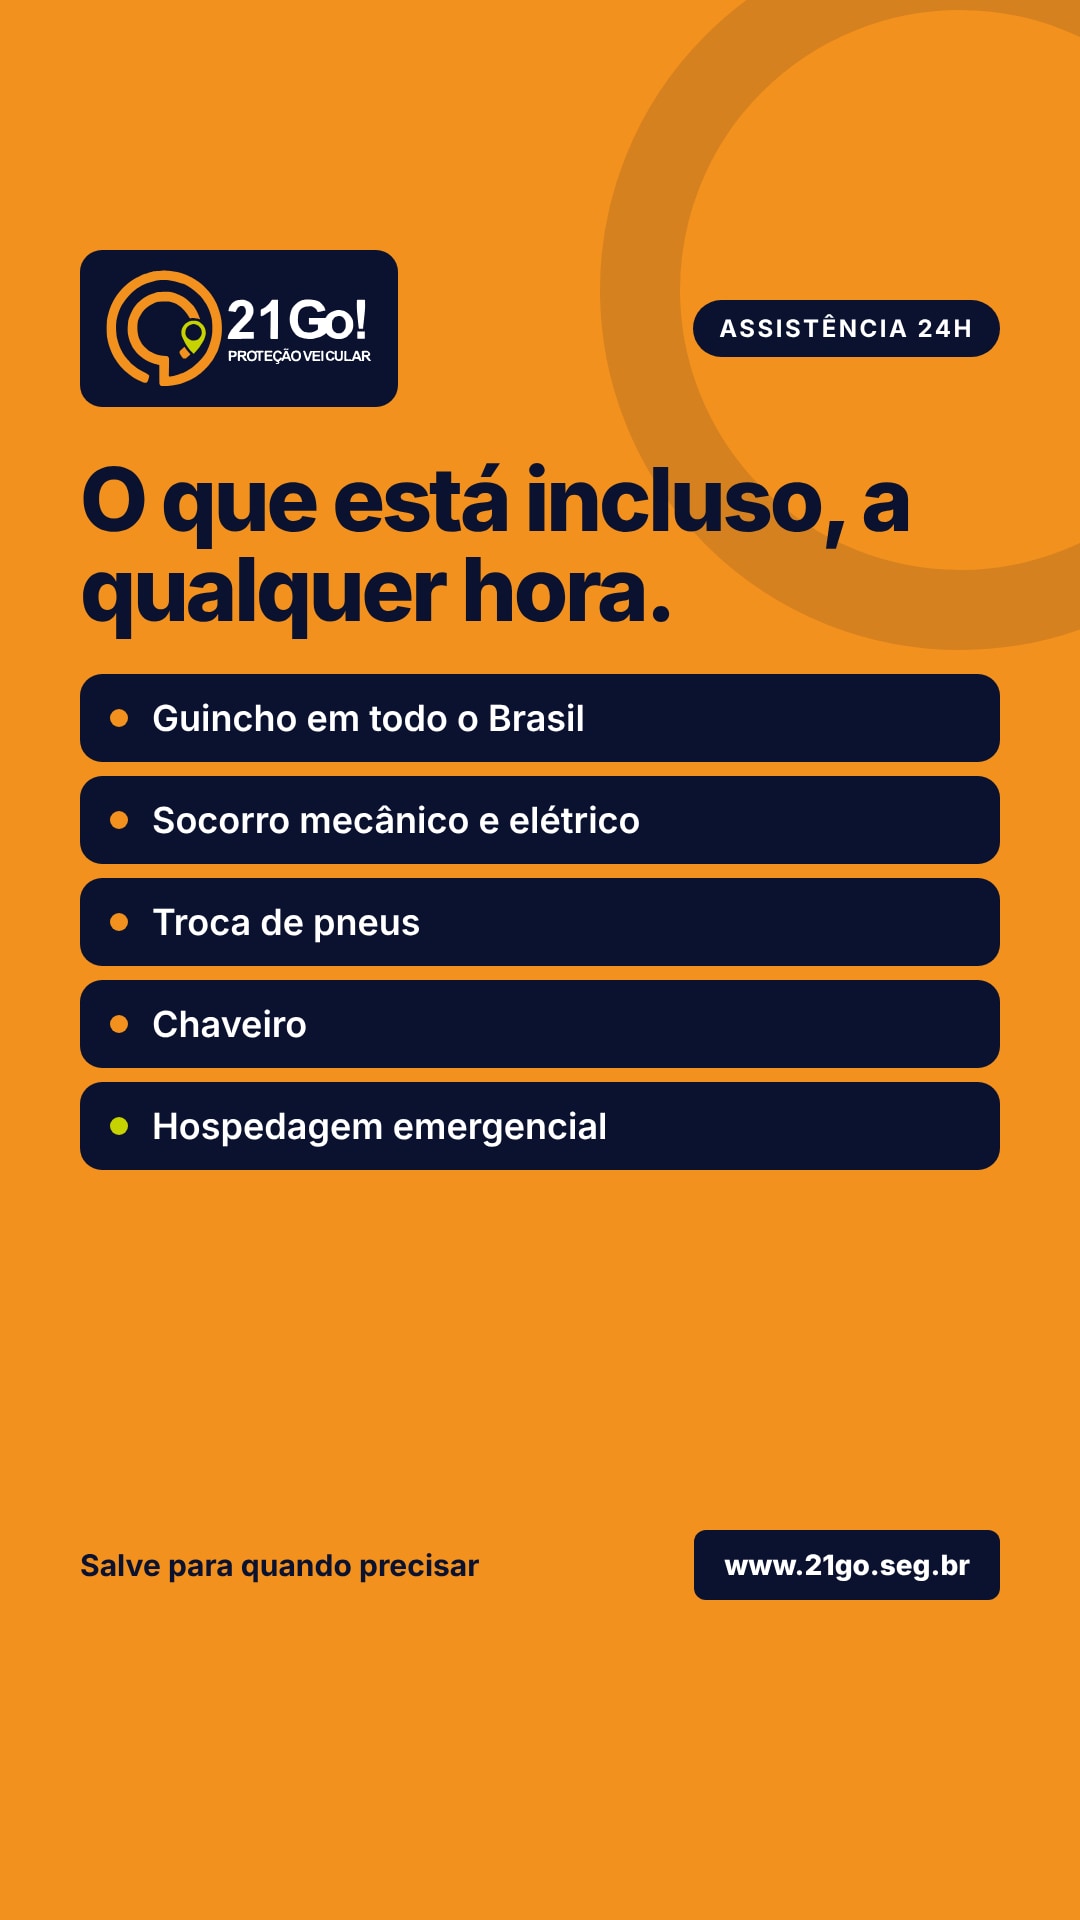 21Go!
PROTEÇÃO VEICULAR
ASSISTÊNCIA 24H
O que está incluso, a
qualquer hora.
Guincho em todo o Brasil
Socorro mecânico e elétrico
Troca de pneus
Chaveiro
Hospedagem emergencial
Salve para quando precisar
www.21go.seg.br